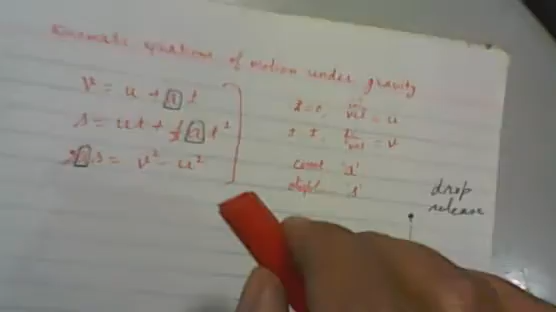 Kinematic equations of motion under gravity
v = u + a t
s = ut + ½ a t²
2as = v² - u²
t = 0, vel = u
t t, vel = v
const 'a'
displ. 's'
drop
release